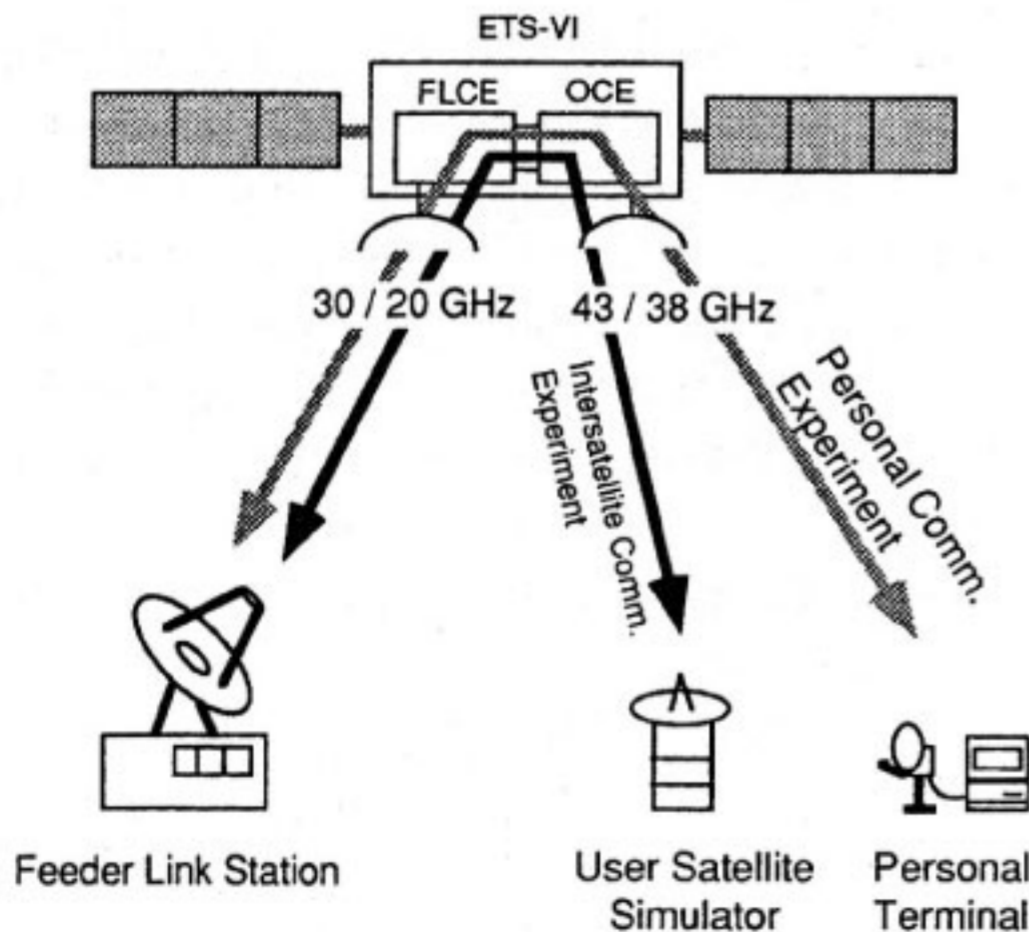 ETS-VI
FLCE
OCE
30 / 20 GHz
43 / 38 GHz
Intersatellite Comm.
Experiment
Personal Comm.
Experiment
Feeder Link Station
User Satellite
Simulator
Personal
Terminal